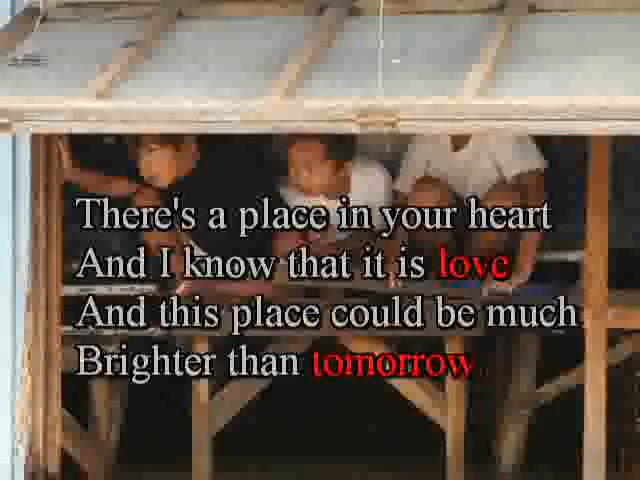 There's a place in your heart
And I know that it is love
And this place could be much
Brighter than tomorrow